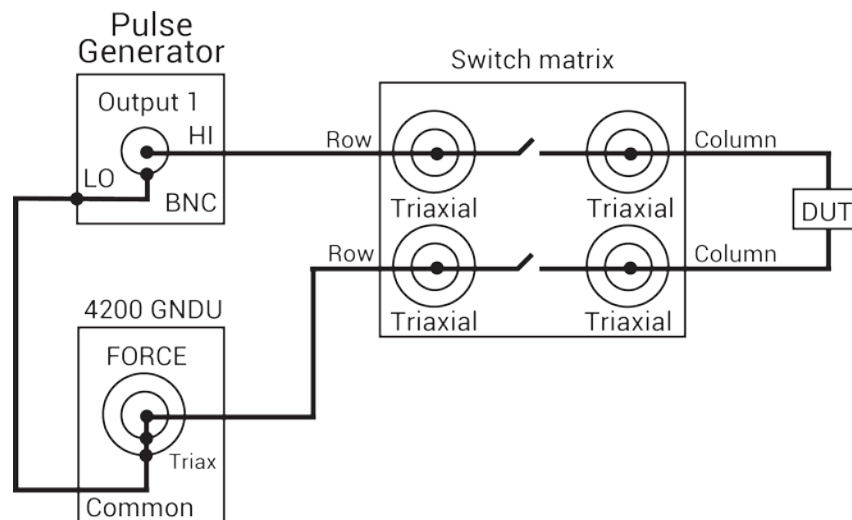 Pulse
Generator
Output 1
HI
LO
BNC
Switch matrix
Row
Column
Triaxial
Triaxial
DUT
Row
Column
Triaxial
Triaxial
4200 GNDU
FORCE
Triax
Common